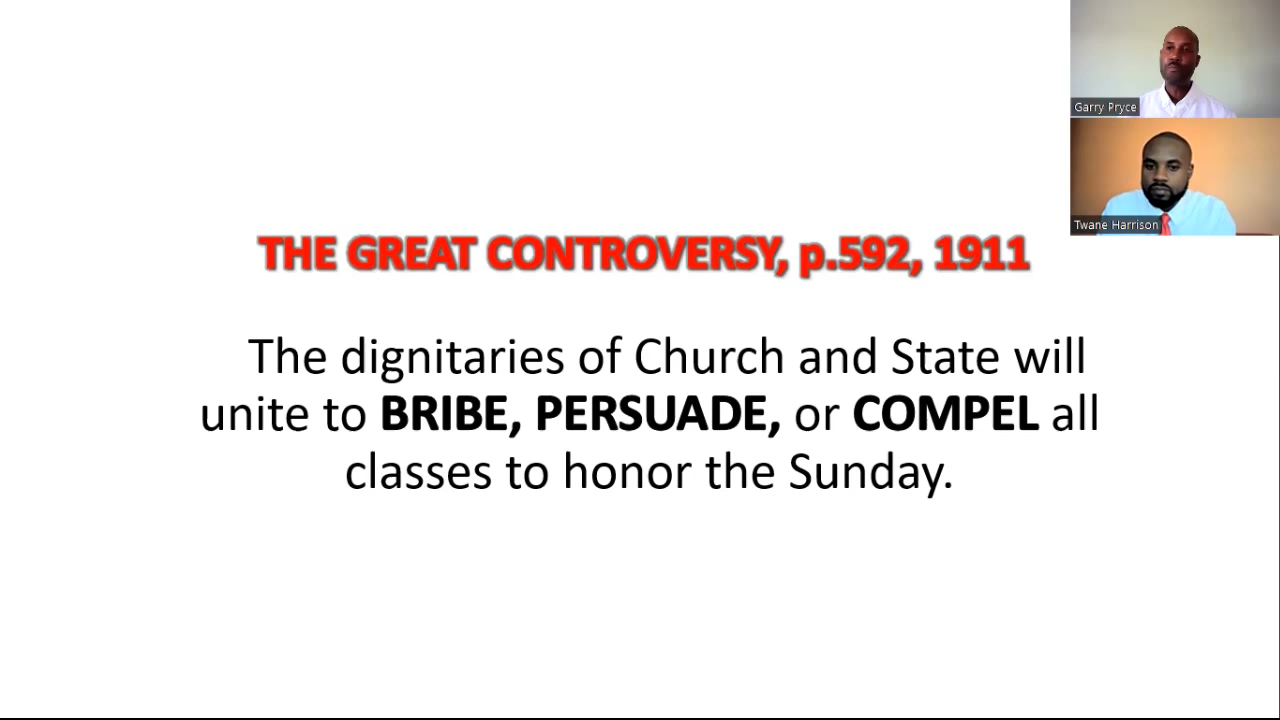 Garry Pryce
Twane Harrison
THE GREAT CONTROVERSY, p.592, 1911
The dignitaries of Church and State will
unite to BRIBE, PERSUADE, or COMPEL all
classes to honor the Sunday.